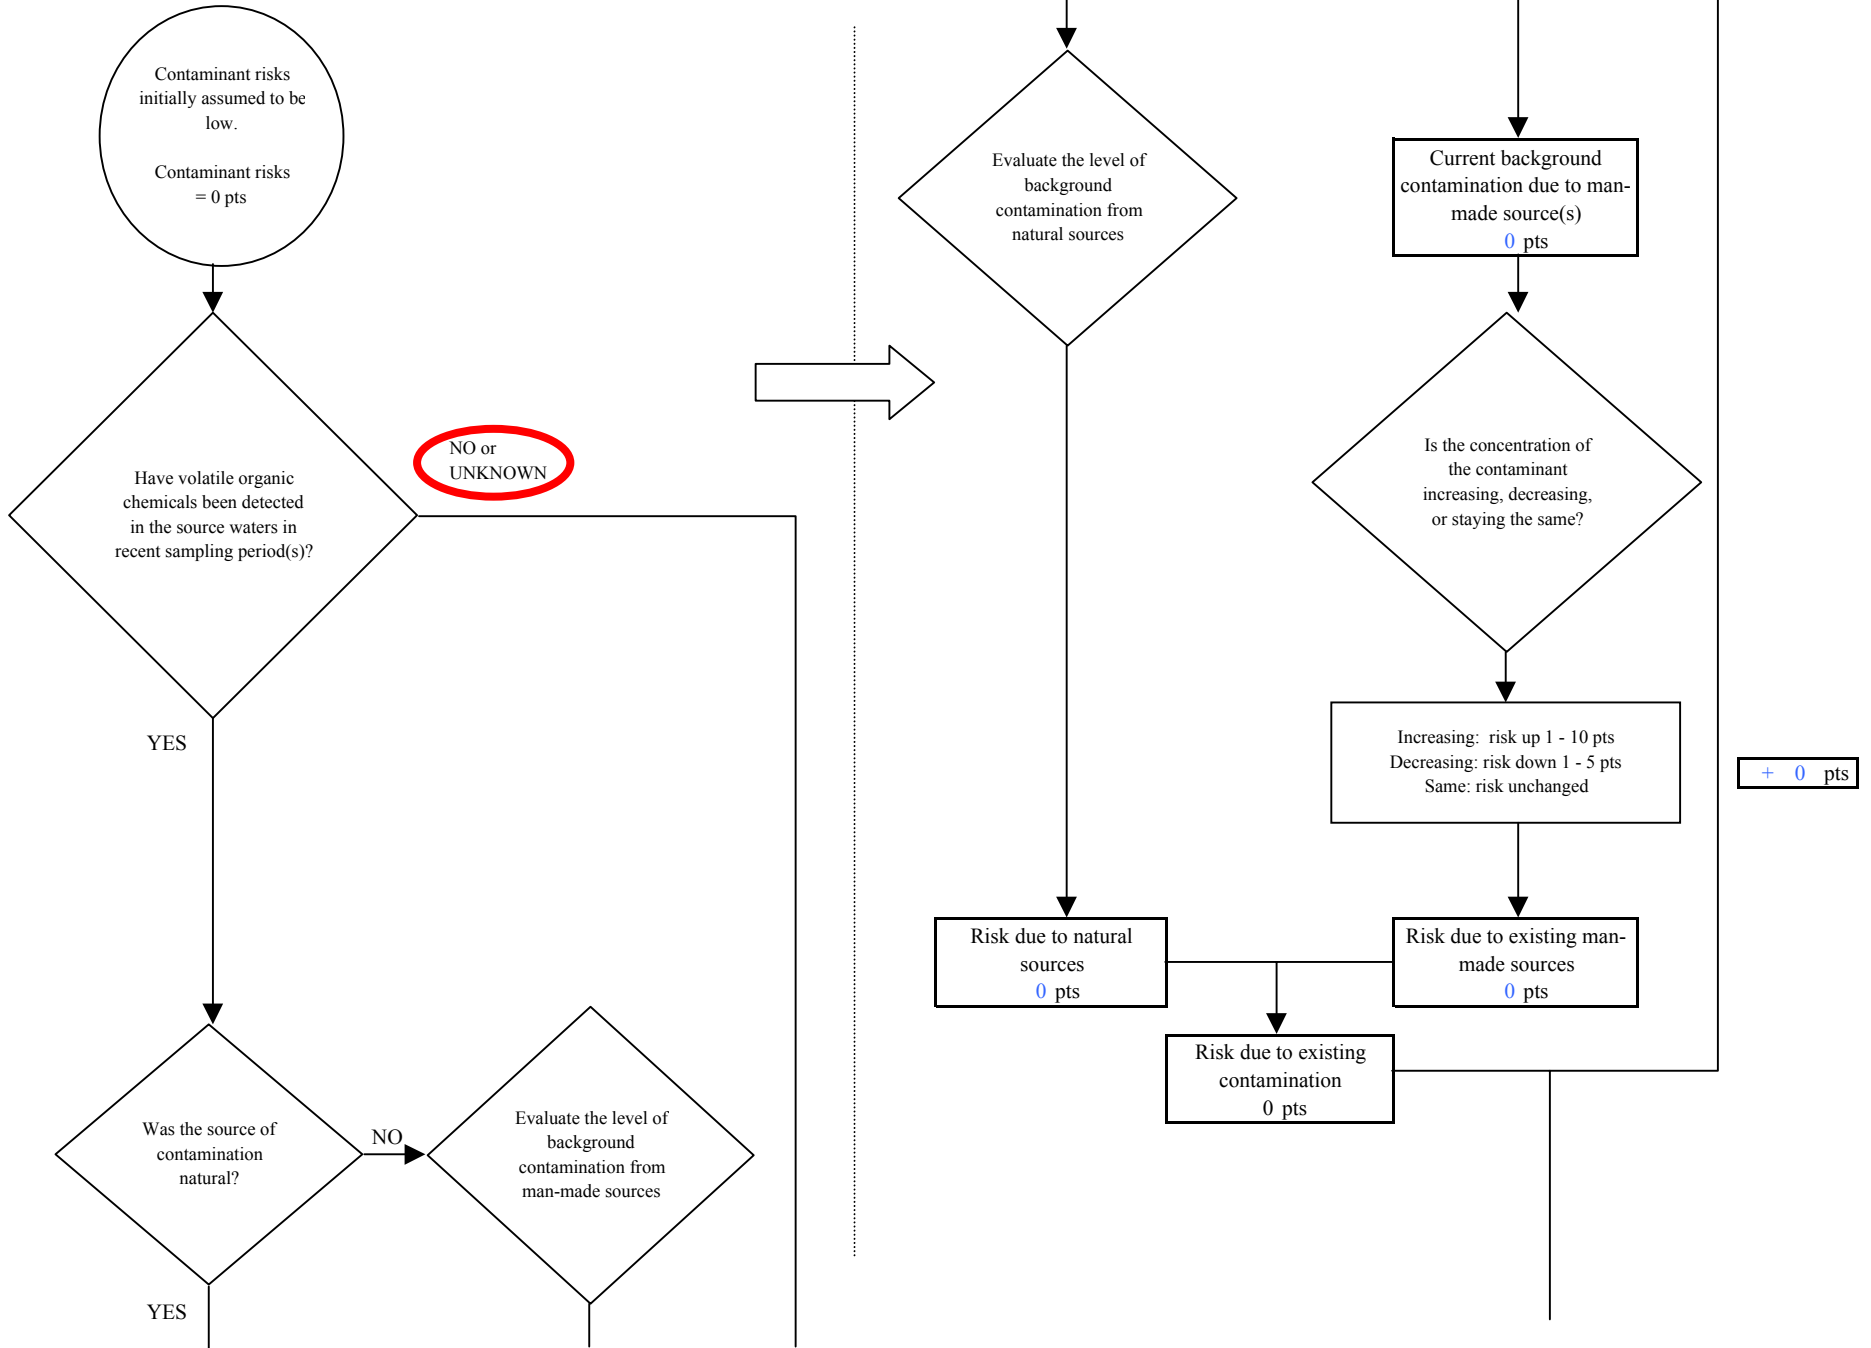 Contaminant risks
initially assumed to be
low.
Contaminant risks
= 0 pts
Have volatile organic
chemicals been detected
in the source waters in
recent sampling period(s)?
NO or
UNKNOWN
YES
Was the source of
contamination
natural?
NO
Evaluate the level of
background
contamination from
man-made sources
YES
Evaluate the level of
background
contamination from
natural sources
Current background
contamination due to man-
made source(s)
0 pts
Is the concentration of
the contaminant
increasing, decreasing,
or staying the same?
Increasing: risk up 1 - 10 pts
Decreasing: risk down 1 - 5 pts
Same: risk unchanged
+ 0 pts
Risk due to natural
sources
0 pts
Risk due to existing man-
made sources
0 pts
Risk due to existing
contamination
0 pts